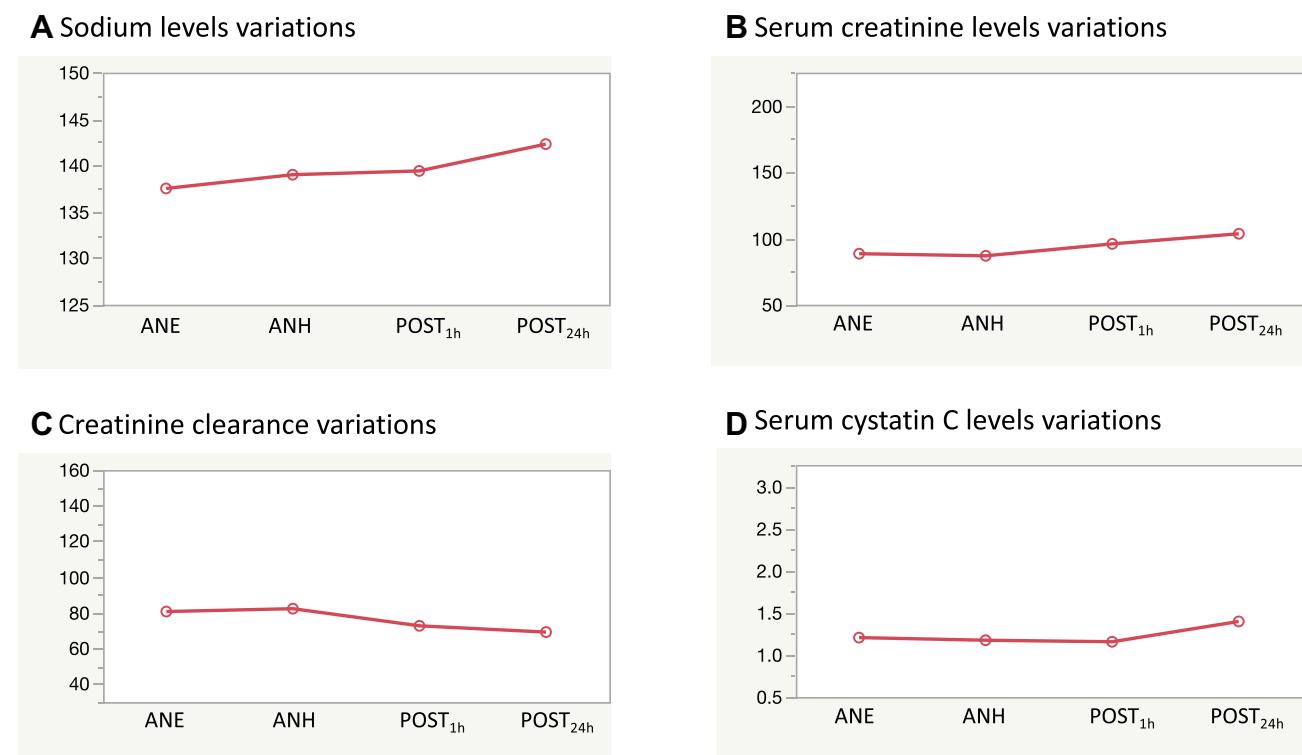 A Sodium levels variations
150
145
140
135
130
125
ANE ANH POST1h POST24h
B Serum creatinine levels variations
200
150
100
50
ANE ANH POST1h POST24h
C Creatinine clearance variations
160
140
120
100
80
60
40
ANE ANH POST1h POST24h
D Serum cystatin C levels variations
3.0
2.5
2.0
1.5
1.0
0.5
ANE ANH POST1h POST24h